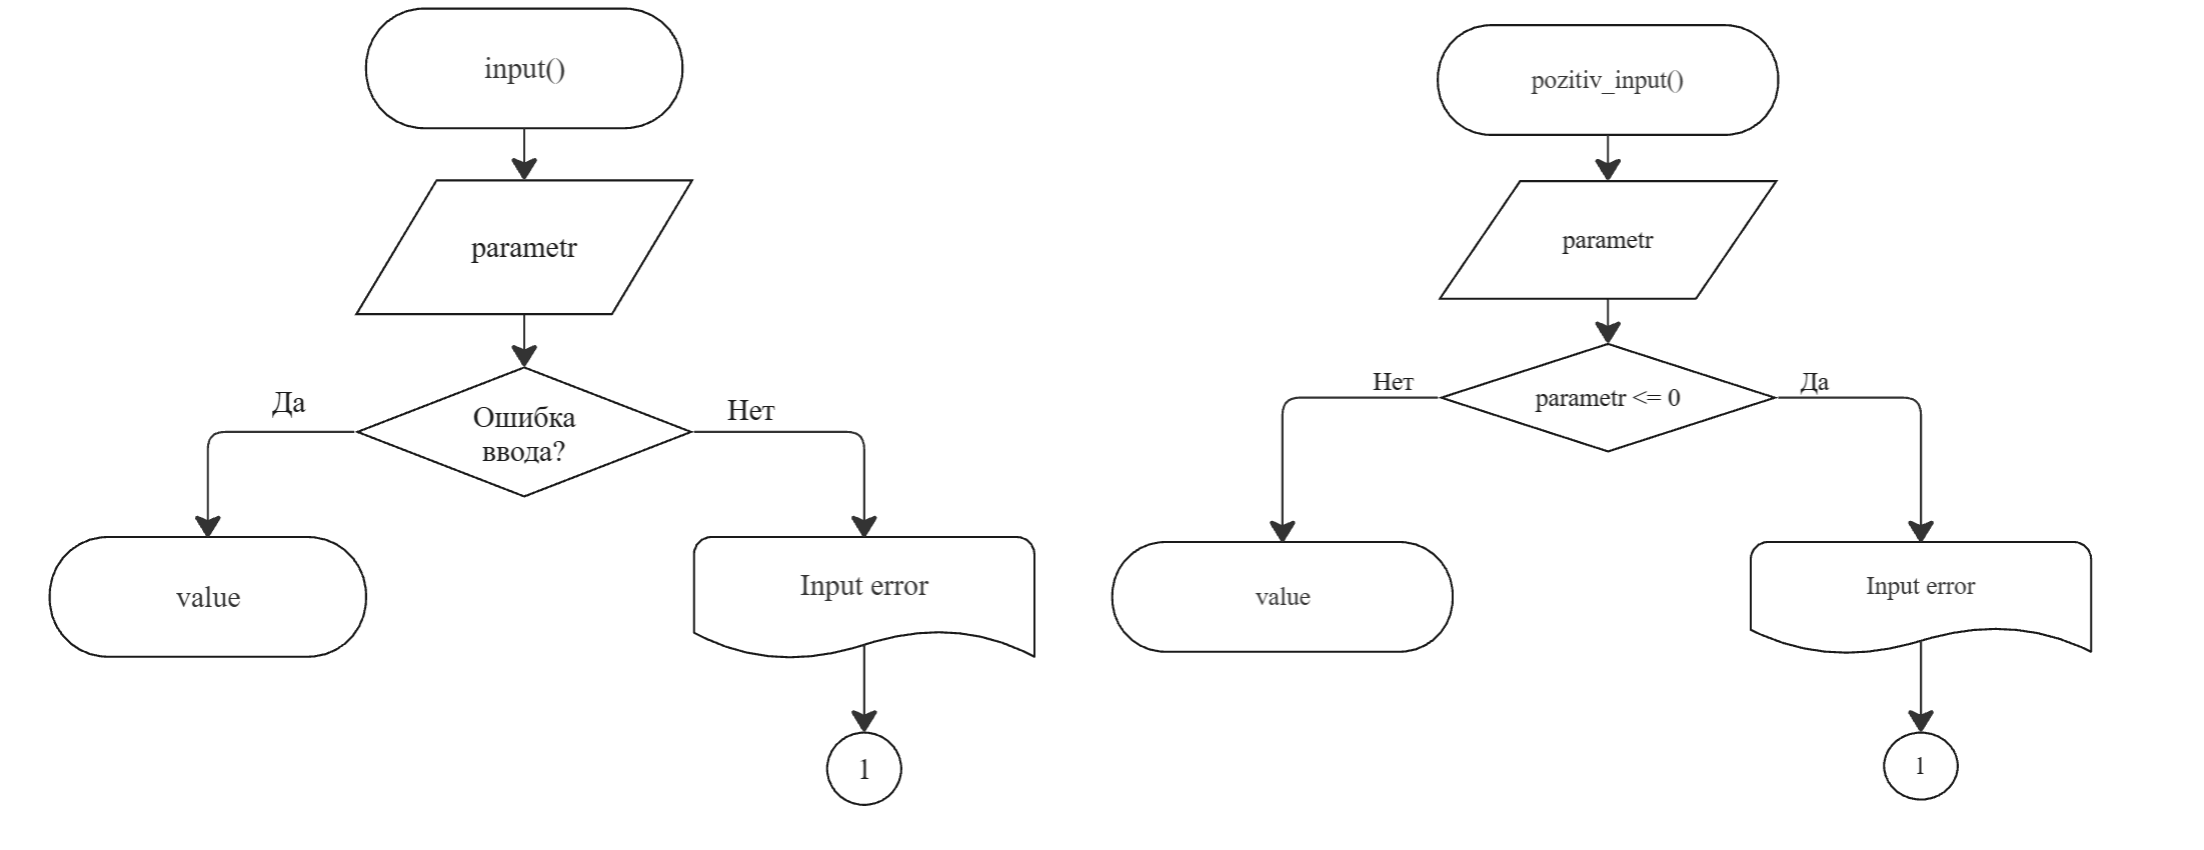 input()
parametr
Да
Ошибка
ввода?
Нет
value
Input error
1
pozitiv_input()
parametr
Нет
parametr <= 0
Да
value
Input error
1